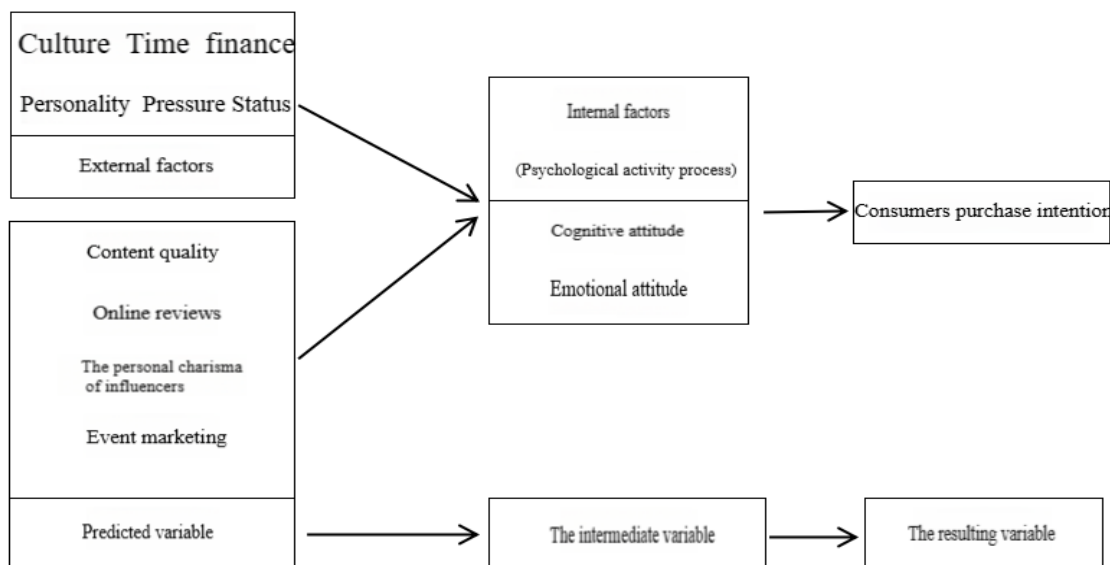 Culture Time finance
Personality Pressure Status
External factors
Content quality
Online reviews
The personal charisma
of influencers
Event marketing
Predicted variable
Internal factors
(Psychological activity process)
Cognitive attitude
Emotional attitude
The intermediate variable
Consumers purchase intention
The resulting variable